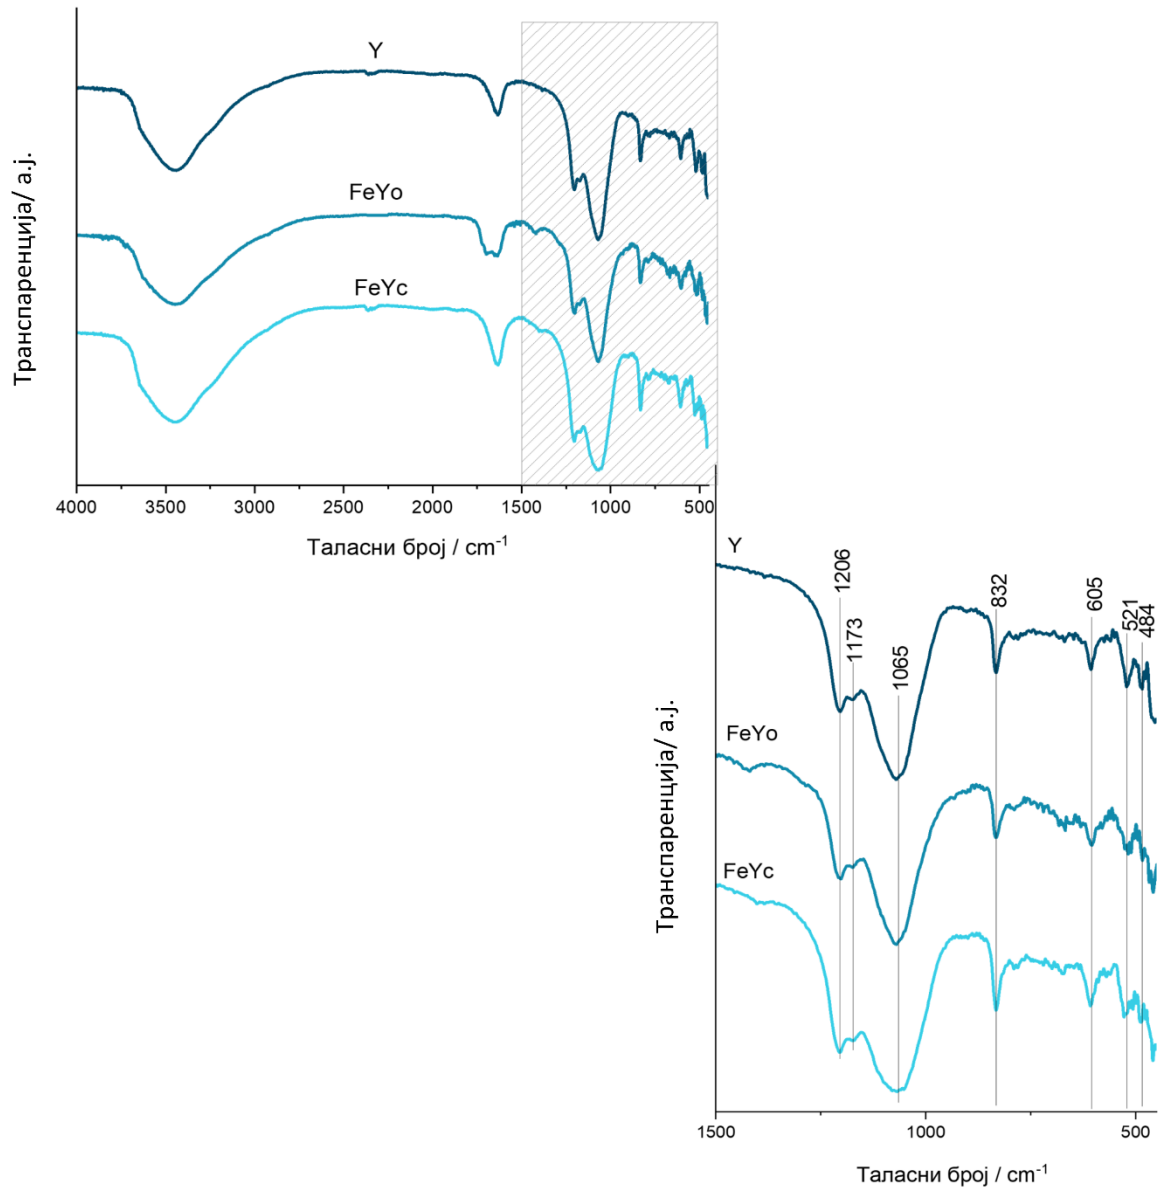 Y
FeYo
FeYc
Транспаренција/ a.j.
4000 3500 3000 2500 2000 1500 1000 500
Таласни број / cm⁻¹
Y
1206
1173
1065
832
605
521
484
FeYo
FeYc
Транспаренција/ a.j.
1500 1000 500
Таласни број / cm⁻¹